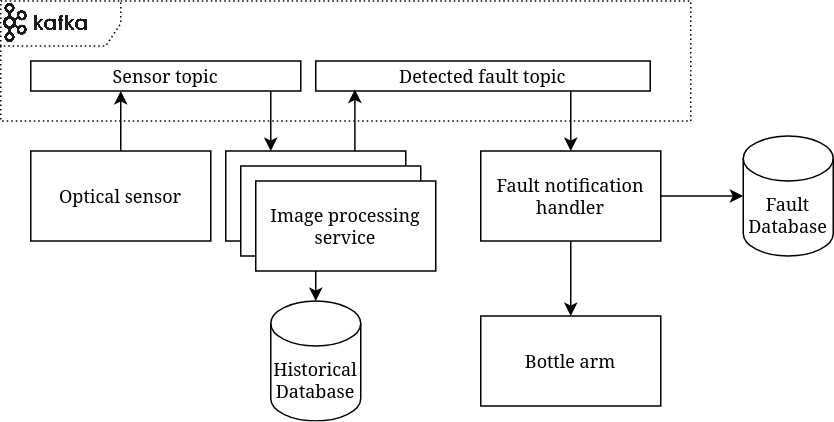 kafka
Sensor topic
Detected fault topic
Optical sensor
Image processing
service
Fault notification
handler
Fault
Database
Historical
Database
Bottle arm